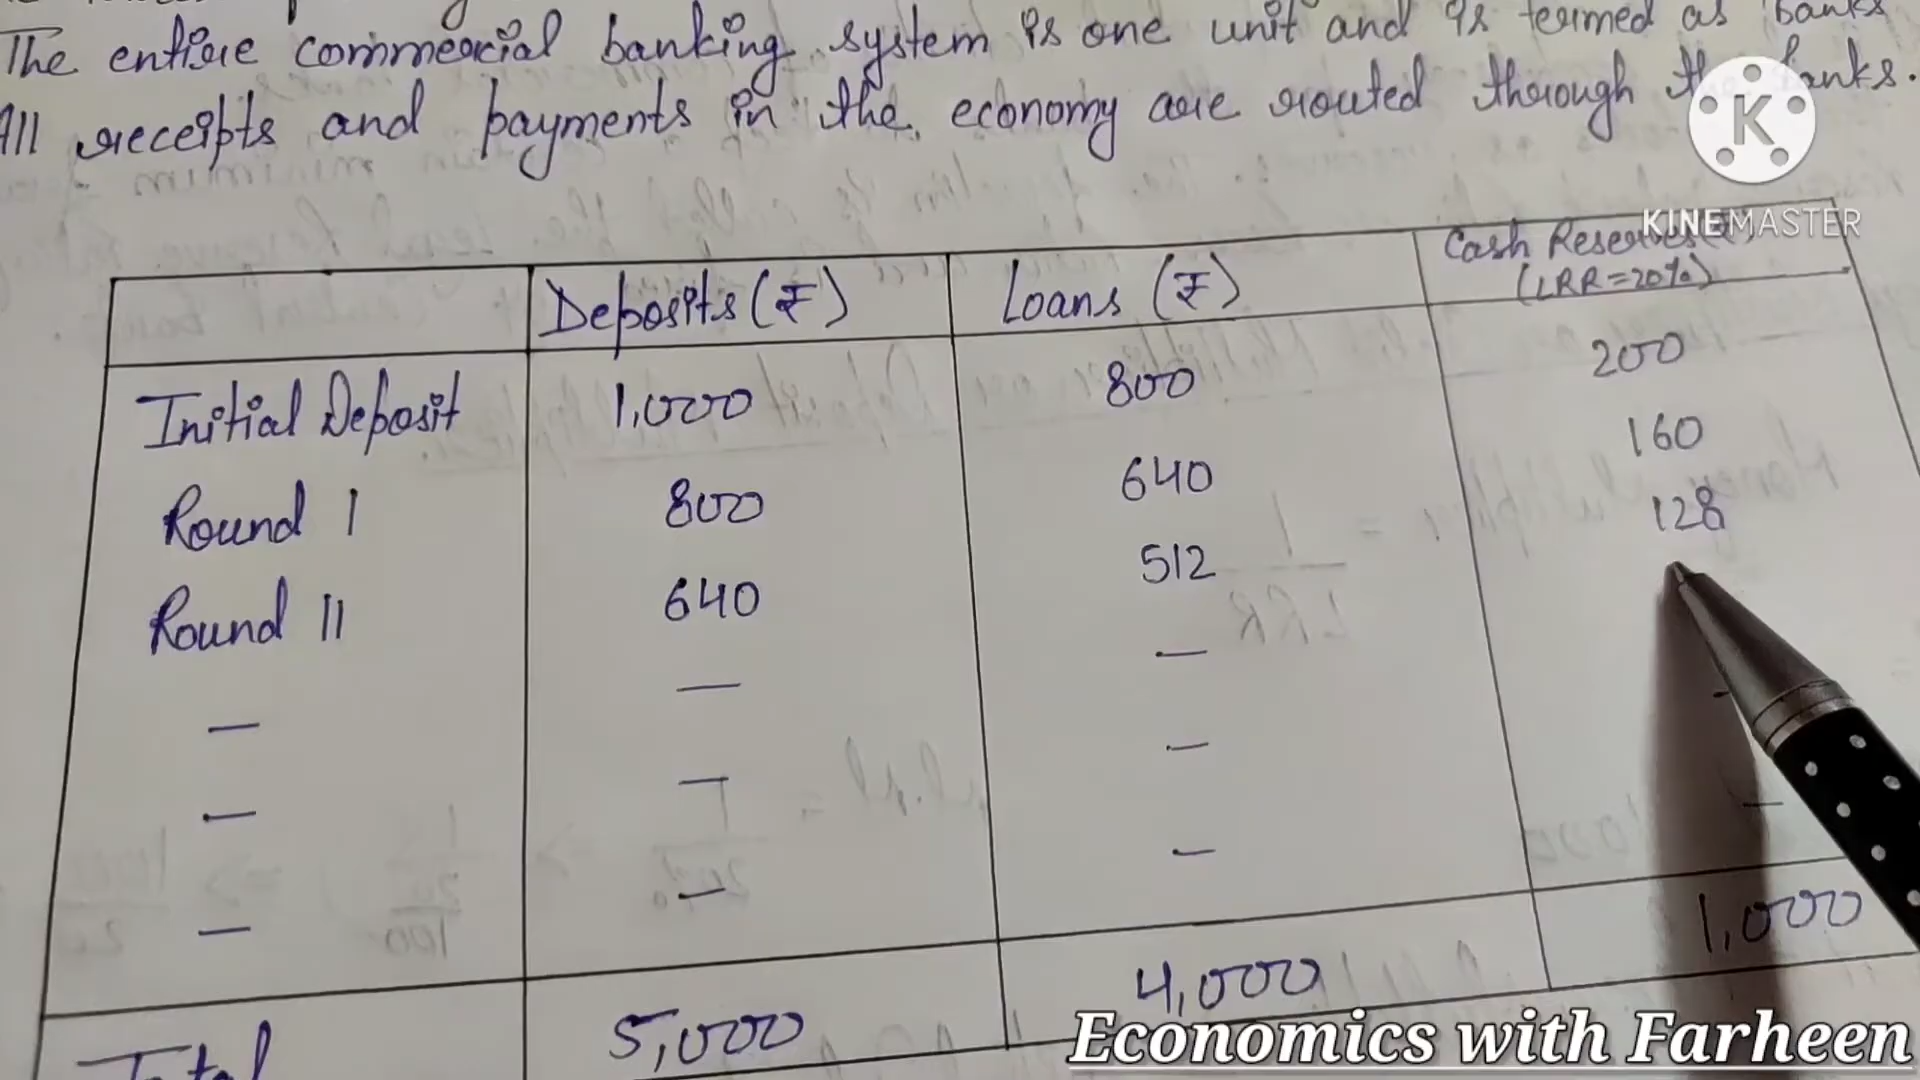 The entire commercial banking system is one unit and is termed as banks
All receipts and payments in the economy are routed through the banks.
K
KINEMASTER
Deposits (₹) Loans (₹) Cash Reserves (₹)
(LRR=20%)
Initial Deposit 1,000 800 200
Round I 800 640 160
Round II 640 512 128
— — — -
— — — —
— — —
Total 5,000 4,000 1,000
Economics with Farheen